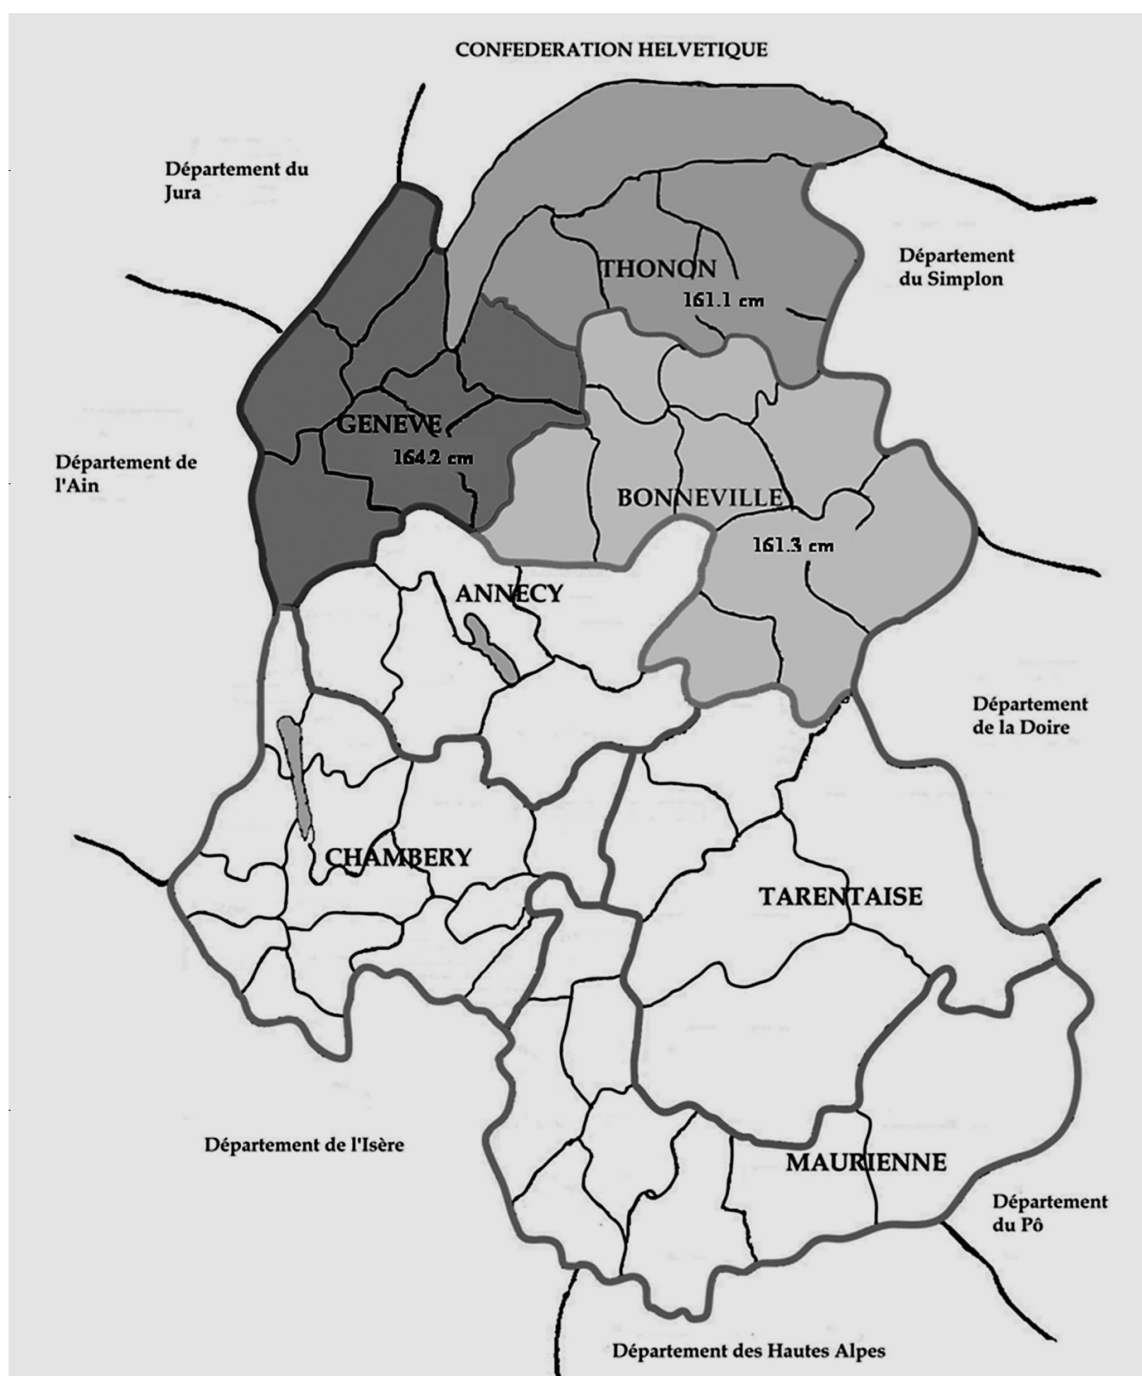 CONFEDERATION HELVETIQUE
Département du
Jura
Département
du Simplon
THONON
161.1 cm
GENEVE
164.2 cm
Département de
l'Ain
BONNEVILLE
161.3 cm
ANNECY
Département
de la Doire
CHAMBERY
TARENTAISE
Département de l'Isère
MAURIENNE
Département
du Pô
Département des Hautes Alpes